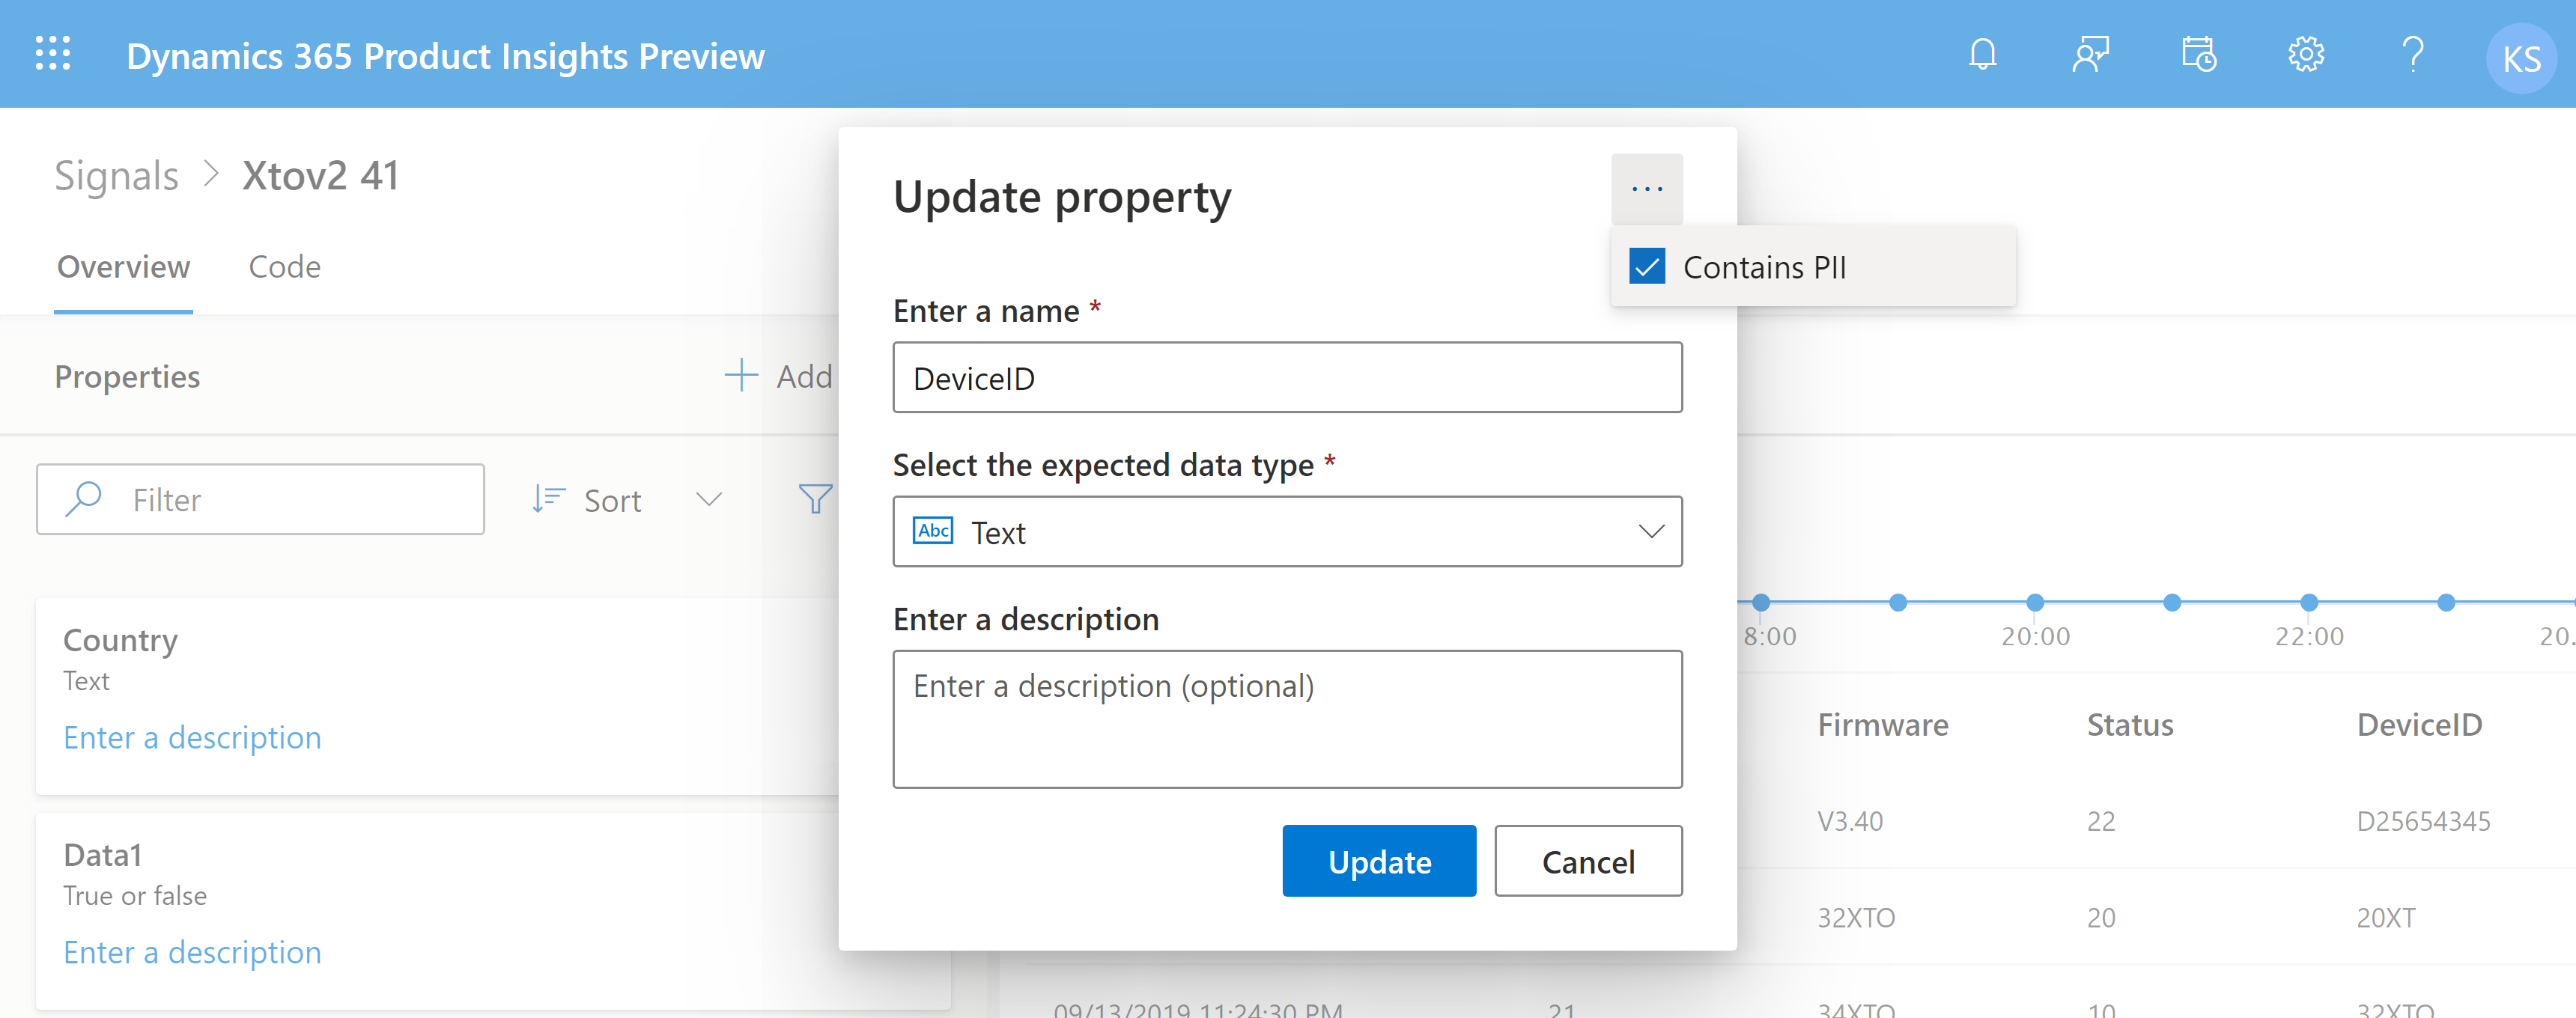 Dynamics 365 Product Insights Preview
KS
Signals > Xtov2 41
Overview
Code
Properties
Add
Filter
Sort
Country
Text
Enter a description
Data1
True or false
Enter a description
Update property
...
Contains PII
Enter a name *
DeviceID
Select the expected data type *
Abc Text
Enter a description
Enter a description (optional)
Update
Cancel
8:00
20:00
22:00
20.
Firmware
Status
DeviceID
V3.40
22
D25654345
32XTO
20
20XT
09/13/2019 11:24:30 PM
21
34XTO
10
32XTO